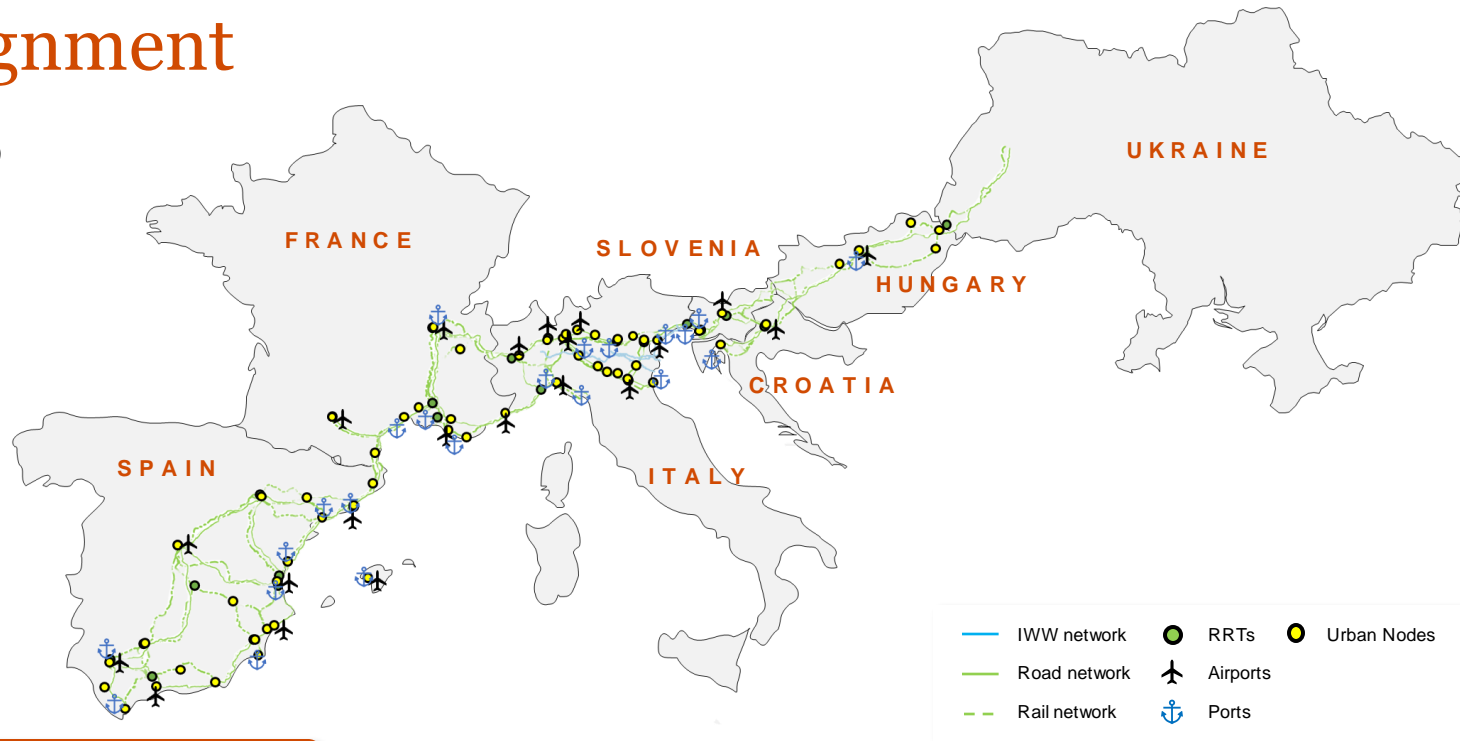 gnment
UKRAINE
FRANCE
SLOVENIA
HUNGARY
CROATIA
SPAIN
ITALY
IWW network
RRTs
Urban Nodes
Road network
Airports
Rail network
Ports